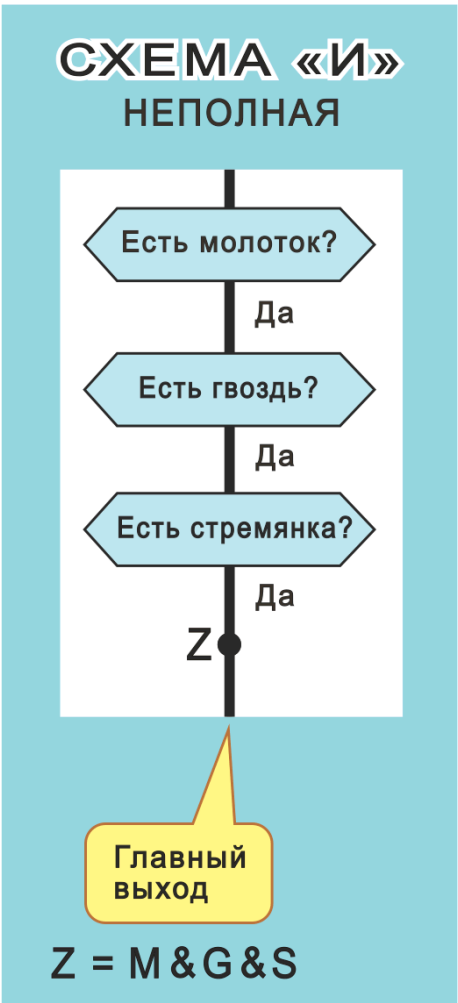 СХЕМА «И»
НЕПОЛНАЯ
Есть молоток?
Да
Есть гвоздь?
Да
Есть стремянка?
Да
Z
Главный
выход
Z = M & G & S